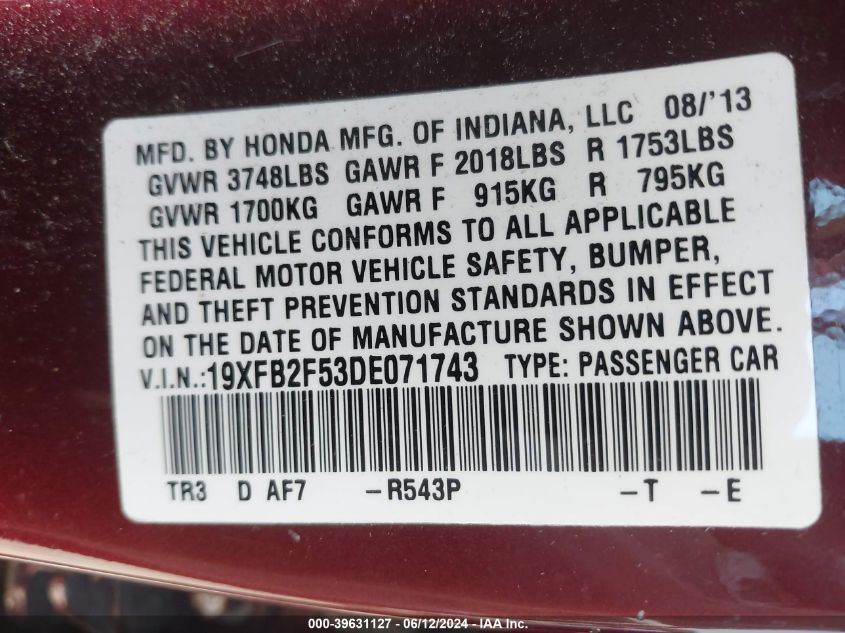 MFD. BY HONDA MFG. OF INDIANA, LLC 08/'13
GVWR 3748LBS GAWR F 2018LBS R 1753LBS
GVWR 1700KG GAWR F 915KG R 795KG
THIS VEHICLE CONFORMS TO ALL APPLICABLE
FEDERAL MOTOR VEHICLE SAFETY, BUMPER,
AND THEFT PREVENTION STANDARDS IN EFFECT
ON THE DATE OF MANUFACTURE SHOWN ABOVE.
V.I.N.:19XFB2F53DE071743 TYPE: PASSENGER CAR
TR3 D AF7 –R543P –T –E
000-39631127 - 06/12/2024 - IAA Inc.